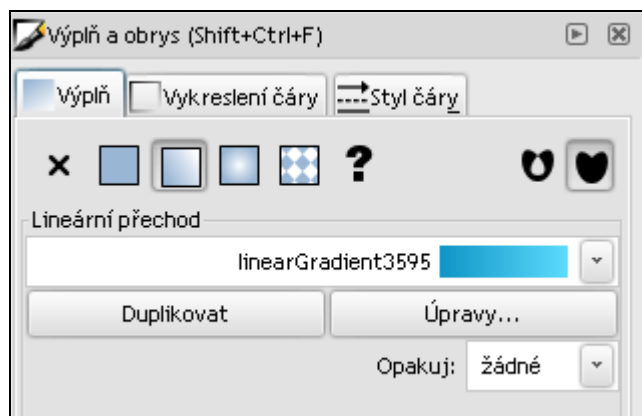 Výplň a obrys (Shift+Ctrl+F)
Výplň Vykreslení čáry Styl čáry
?
Lineární přechod
linearGradient3595
Duplikovat Úpravy...
Opakuj: žádné